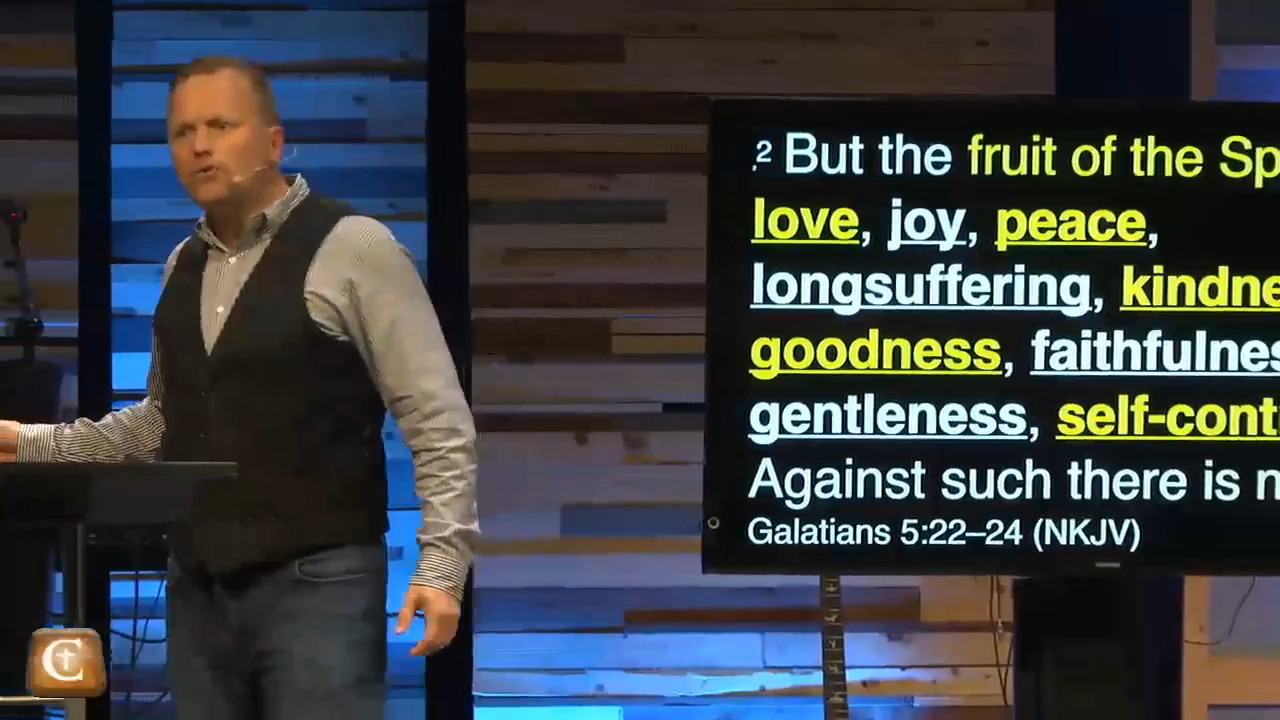 2 But the fruit of the Sp
love, joy, peace,
longsuffering, kindne
goodness, faithfulnes
gentleness, self-cont
Against such there is n
Galatians 5:22–24 (NKJV)
C